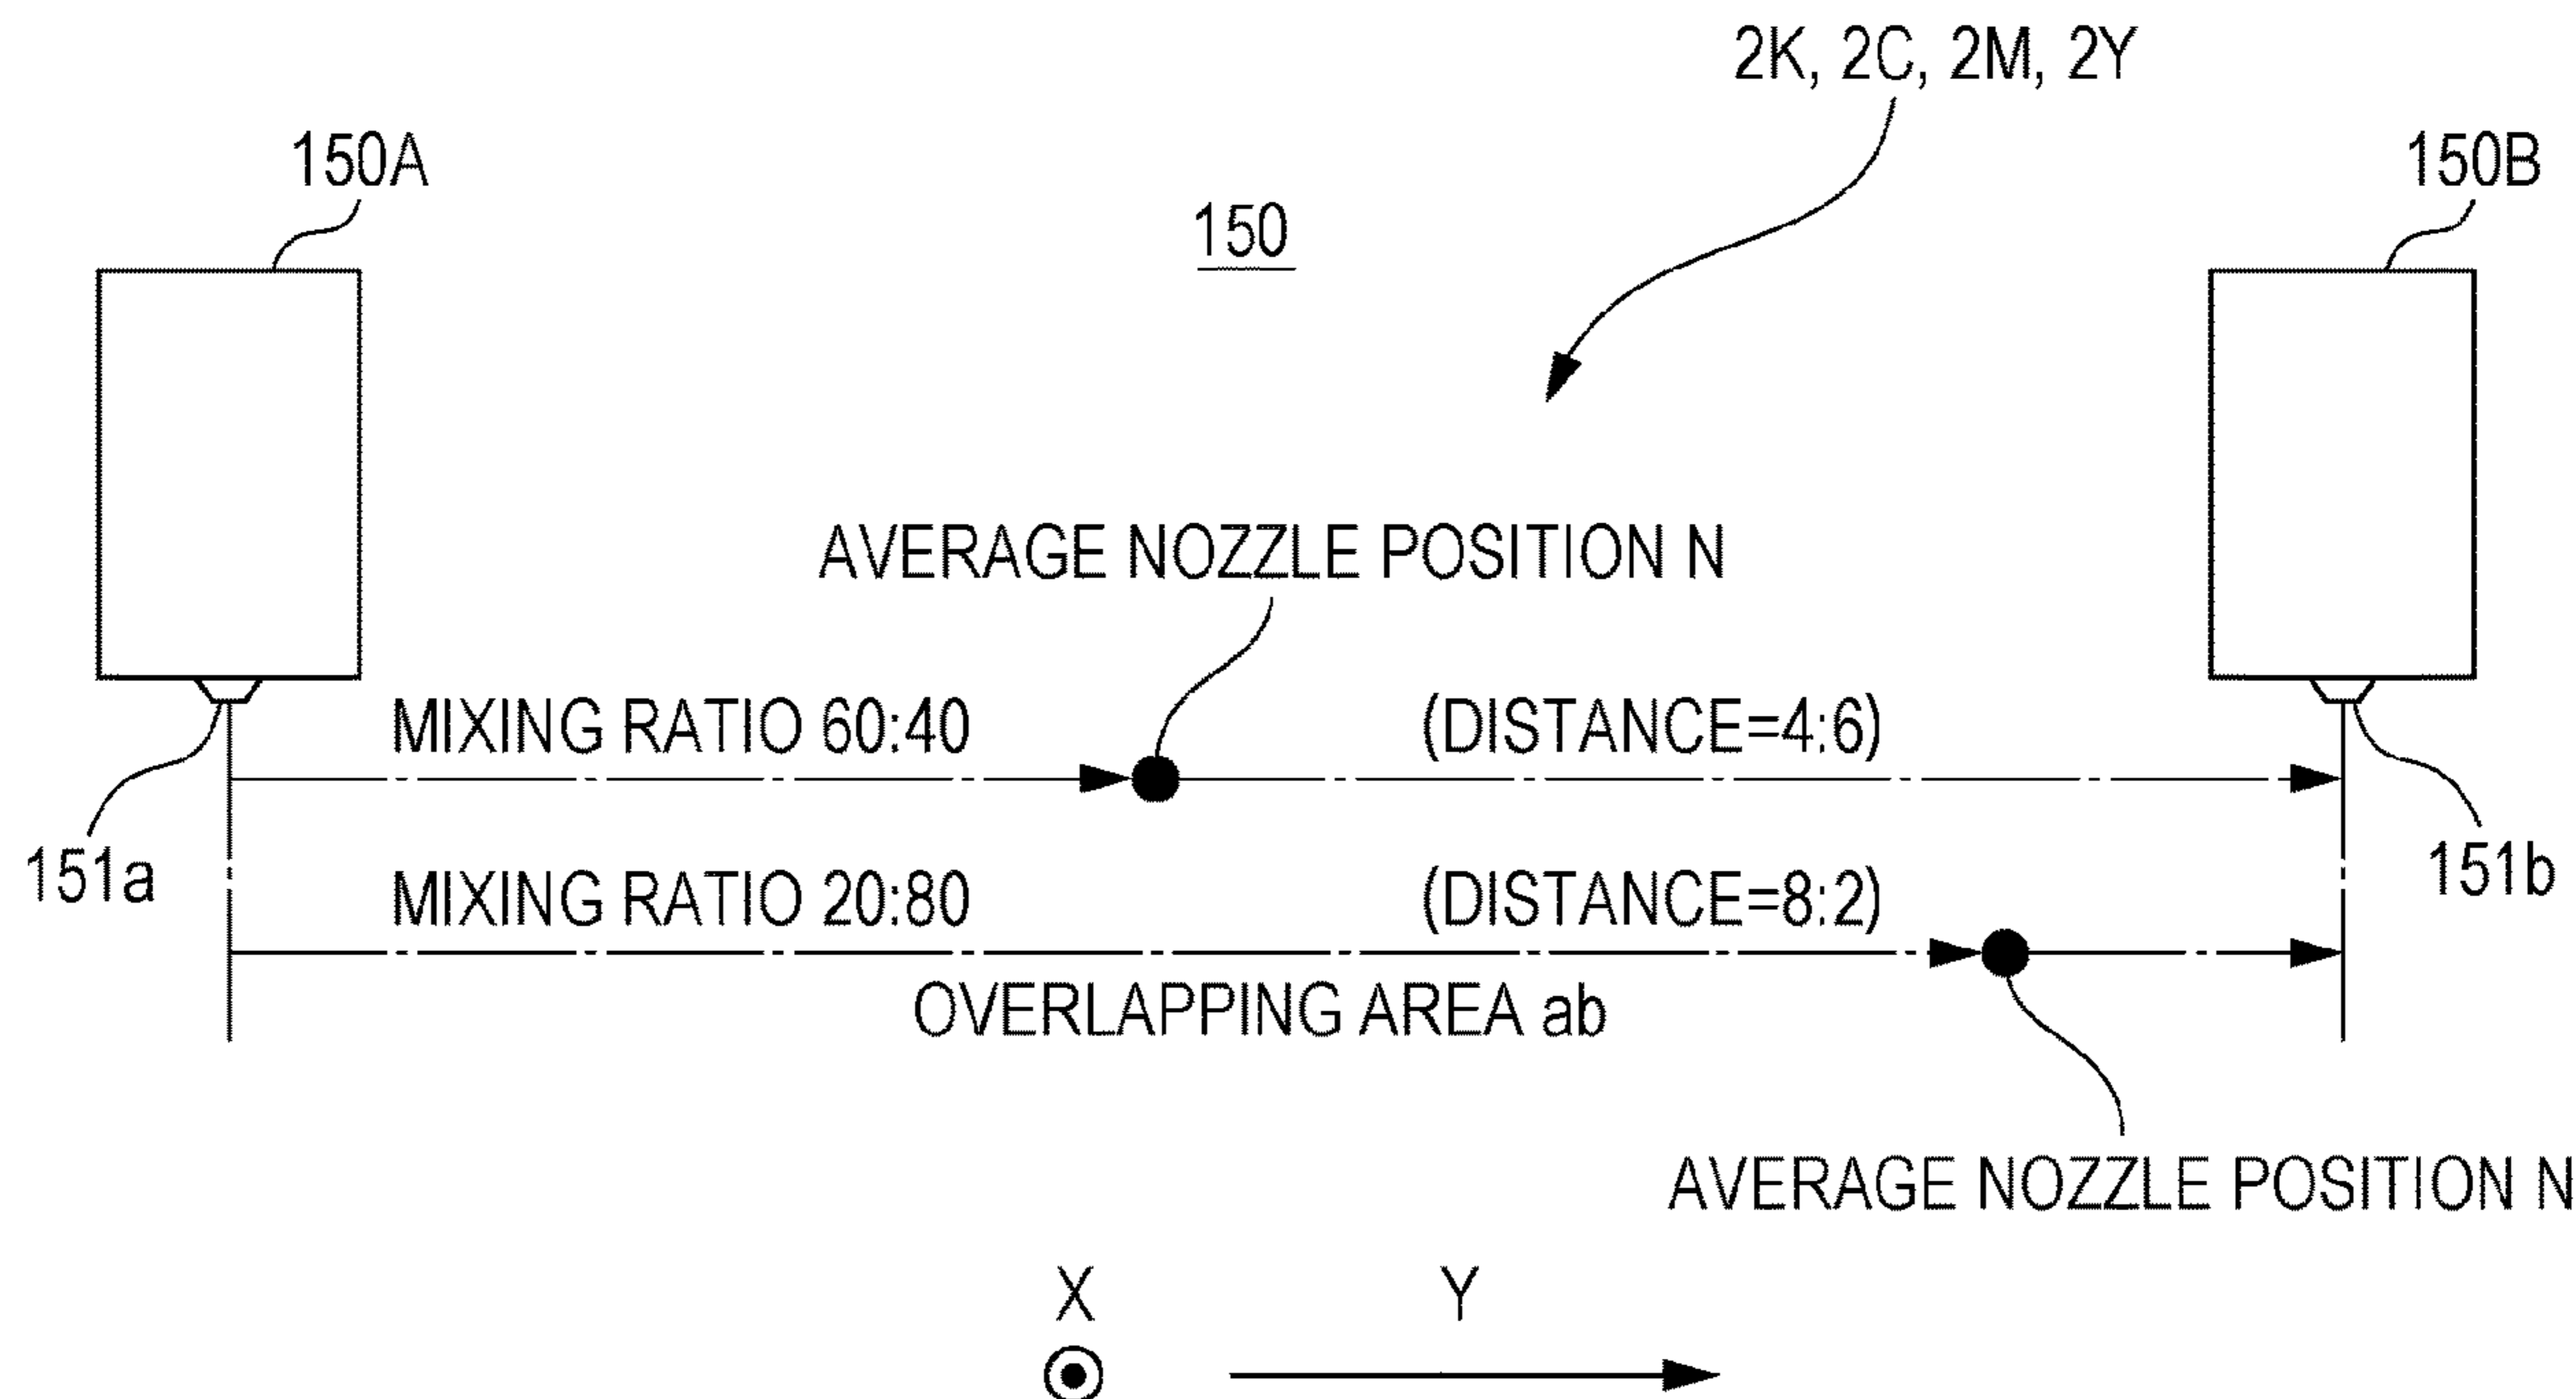 2K, 2C, 2M, 2Y
150A
150B
150
AVERAGE NOZZLE POSITION N
MIXING RATIO 60:40 (DISTANCE=4:6)
151a
151b
MIXING RATIO 20:80 (DISTANCE=8:2)
OVERLAPPING AREA ab
AVERAGE NOZZLE POSITION N
X Y